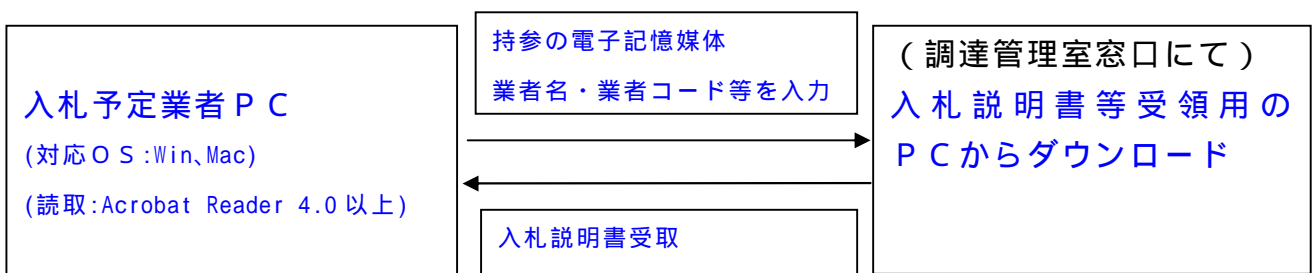 入札予定業者ＰＣ
(対応ＯＳ:Win､Mac)
(読取:Acrobat Reader 4.0以上)
持参の電子記憶媒体
業者名・業者コード等を入力
入札説明書受取
（調達管理室窓口にて）
入札説明書等受領用の
ＰＣからダウンロード